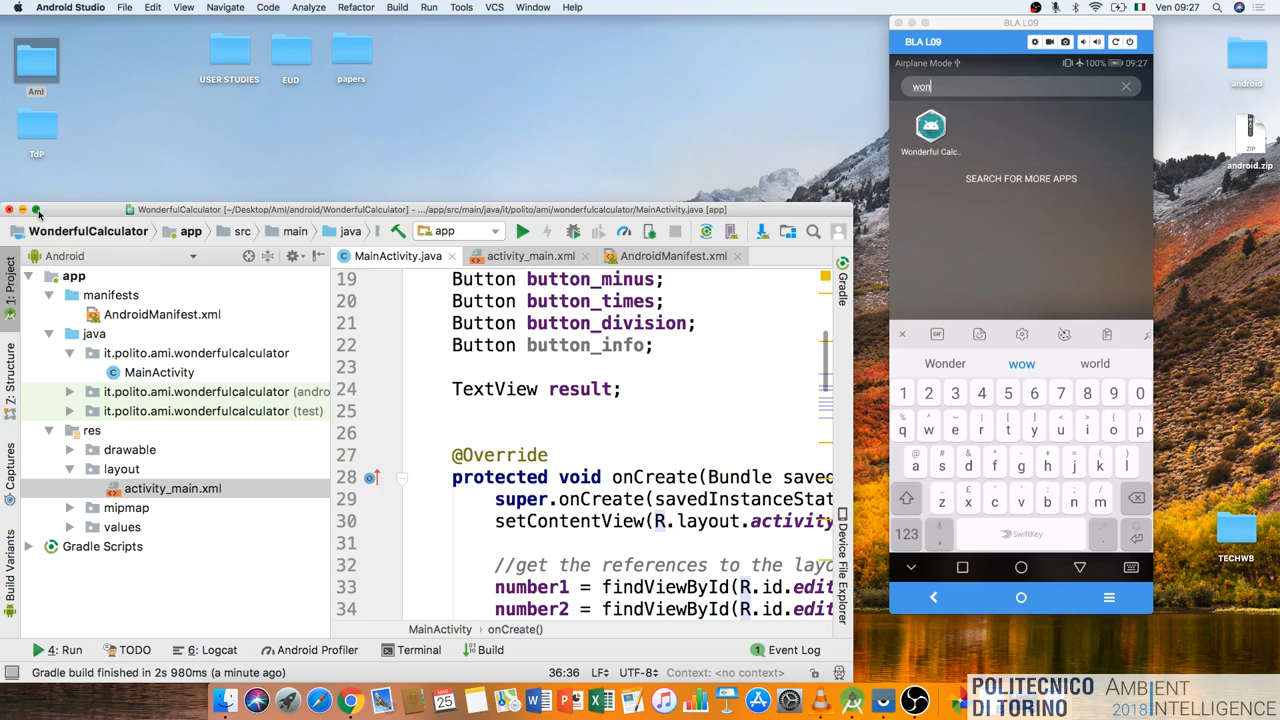 Android Studio File Edit View Navigate Code Analyze Refactor Build Run Tools VCS Window Help
Ven 09:27
AmI
TdP
USER STUDIES
EUD
papers
android
ZIP
android.zip
TECHWB
BLA L09
BLA L09
Airplane Mode
100%
09:27
won
Wonderful Calc..
SEARCH FOR MORE APPS
GIF
Wonder wow world
1 2 3 4 5 6 7 8 9 0
q w e r t y u i o p
a s d f g h j k l
z x c v b n m
123
SwiftKey
WonderfulCalculator [~/Desktop/AmI/android/WonderfulCalculator] - .../app/src/main/java/it/polito/ami/wonderfulcalculator/MainActivity.java [app]
WonderfulCalculator app src main java
app
Android
MainActivity.java
activity_main.xml
AndroidManifest.xml
1: Project
Z: Structure
Captures
Build Variants
Gradle
Device File Explorer
app
manifests
AndroidManifest.xml
java
it.polito.ami.wonderfulcalculator
MainActivity
it.polito.ami.wonderfulcalculator (andro
it.polito.ami.wonderfulcalculator (test)
res
drawable
layout
activity_main.xml
mipmap
values
Gradle Scripts
19 Button button_minus;
20 Button button_times;
21 Button button_division;
22 Button button_info;
23
24 TextView result;
25
26
27 @Override
28 protected void onCreate(Bundle saved
29 super.onCreate(savedInstanceStat
30 setContentView(R.layout.activity
31
32 //get the references to the layo
33 number1 = findViewById(R.id.edit
34 number2 = findViewById(R.id.edit
MainActivity onCreate()
4: Run TODO 6: Logcat Android Profiler Terminal Build 1 Event Log
Gradle build finished in 2s 980ms (a minute ago)
36:36 LF UTF-8 Context: <no context>
POLITECNICO
DI TORINO
AMBIENT
2018 INTELLIGENCE